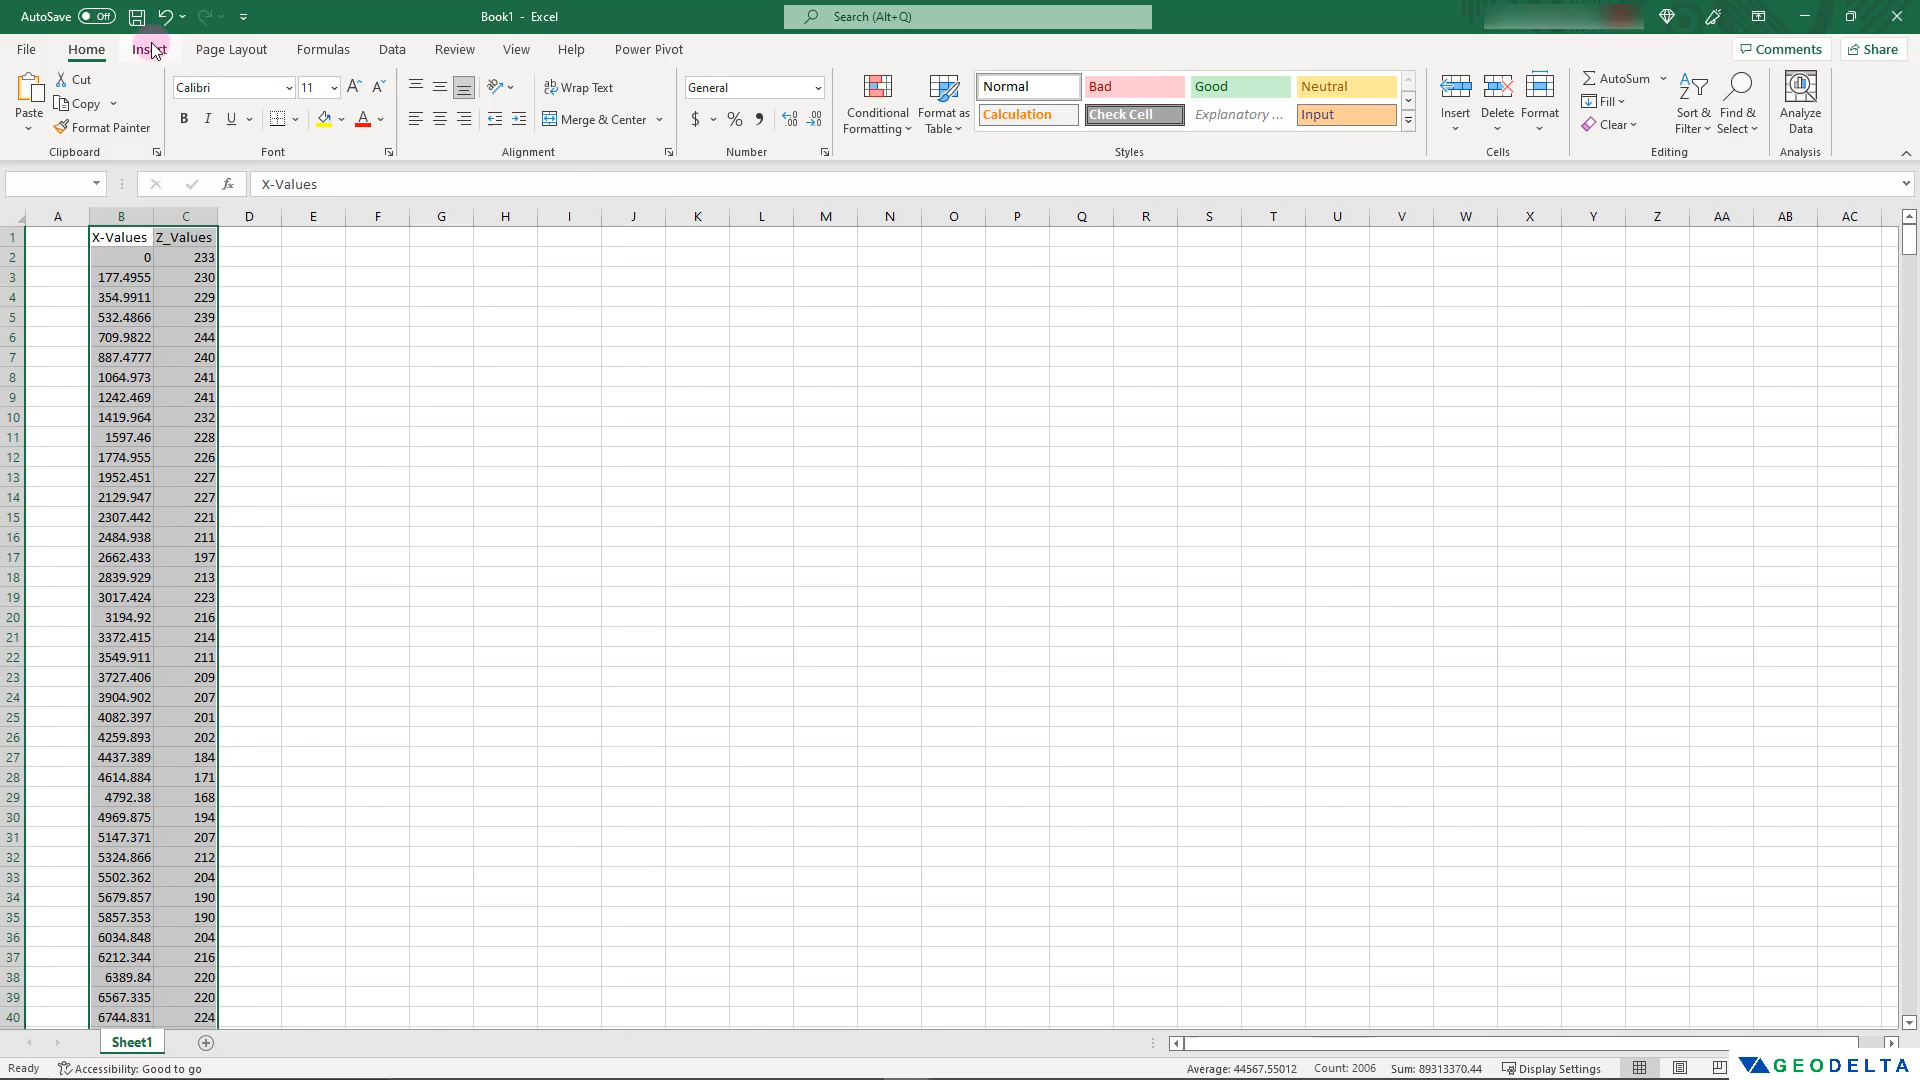 AutoSave Off Book1 - Excel Search (Alt+Q)
File Home Insert Page Layout Formulas Data Review View Help Power Pivot Comments Share
Paste Cut Copy Format Painter Clipboard
Calibri 11 B I U A A A Font
Wrap Text Merge & Center Alignment
General $ % 9 .00 Number
Conditional Formatting Format as Table
Normal Bad Good Neutral
Calculation Check Cell Explanatory ... Input
Styles
Insert Delete Format Cells
AutoSum Fill Clear Sort & Filter Find & Select Editing
Analyze Data Analysis
fx X-Values
A B C D E F G H I J K L M N O P Q R S T U V W X Y Z AA AB AC
1 X-Values Z_Values
2 0 233
3 177.4955 230
4 354.9911 229
5 532.4866 239
6 709.9822 244
7 887.4777 240
8 1064.973 241
9 1242.469 241
10 1419.964 232
11 1597.46 228
12 1774.955 226
13 1952.451 227
14 2129.947 227
15 2307.442 221
16 2484.938 211
17 2662.433 197
18 2839.929 213
19 3017.424 223
20 3194.92 216
21 3372.415 214
22 3549.911 211
23 3727.406 209
24 3904.902 207
25 4082.397 201
26 4259.893 202
27 4437.389 184
28 4614.884 171
29 4792.38 168
30 4969.875 194
31 5147.371 207
32 5324.866 212
33 5502.362 204
34 5679.857 190
35 5857.353 190
36 6034.848 204
37 6212.344 216
38 6389.84 220
39 6567.335 220
40 6744.831 224
Sheet1
Ready Accessibility: Good to go Average: 44567.55012 Count: 2006 Sum: 89313370.44 Display Settings
GEODELTA